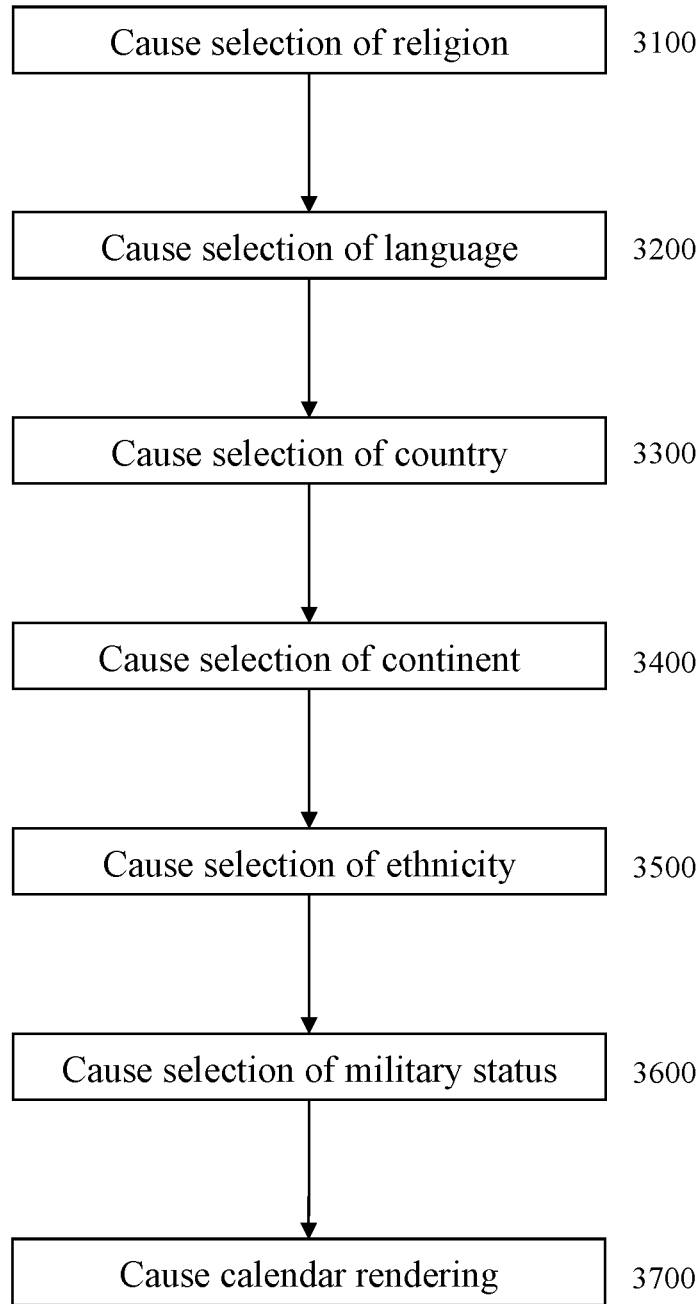 Cause selection of religion 3100
Cause selection of language 3200
Cause selection of country 3300
Cause selection of continent 3400
Cause selection of ethnicity 3500
Cause selection of military status 3600
Cause calendar rendering 3700